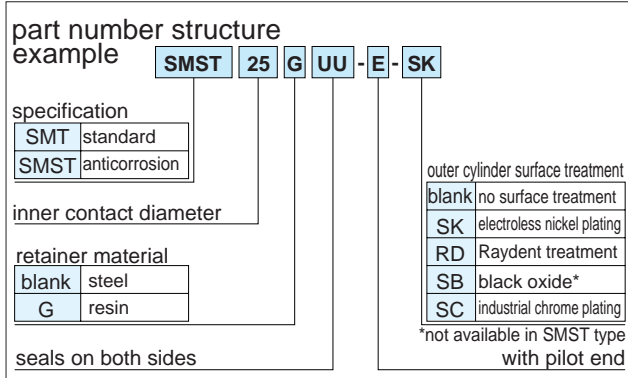 part number structure
example
SMST 25 G UU - E - SK
specification
SMT standard
SMST anticorrosion
inner contact diameter
retainer material
blank steel
G resin
seals on both sides
outer cylinder surface treatment
blank no surface treatment
SK electroless nickel plating
RD Raydent treatment
SB black oxide*
SC industrial chrome plating
*not available in SMST type
with pilot end